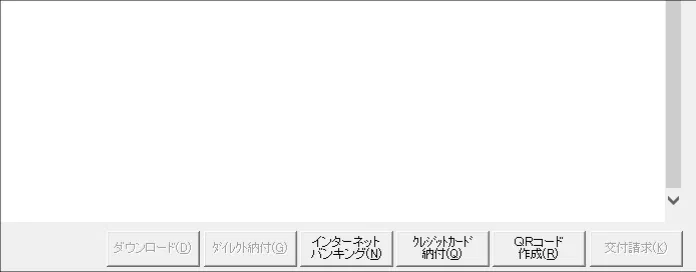 ダウンロード(D)
ﾀﾞｲﾚｸﾄ納付(G)
インターネット
バンキング(N)
ｸﾚｼﾞｯﾄｶｰﾄﾞ
納付(Q)
QRコード
作成(R)
交付請求(K)